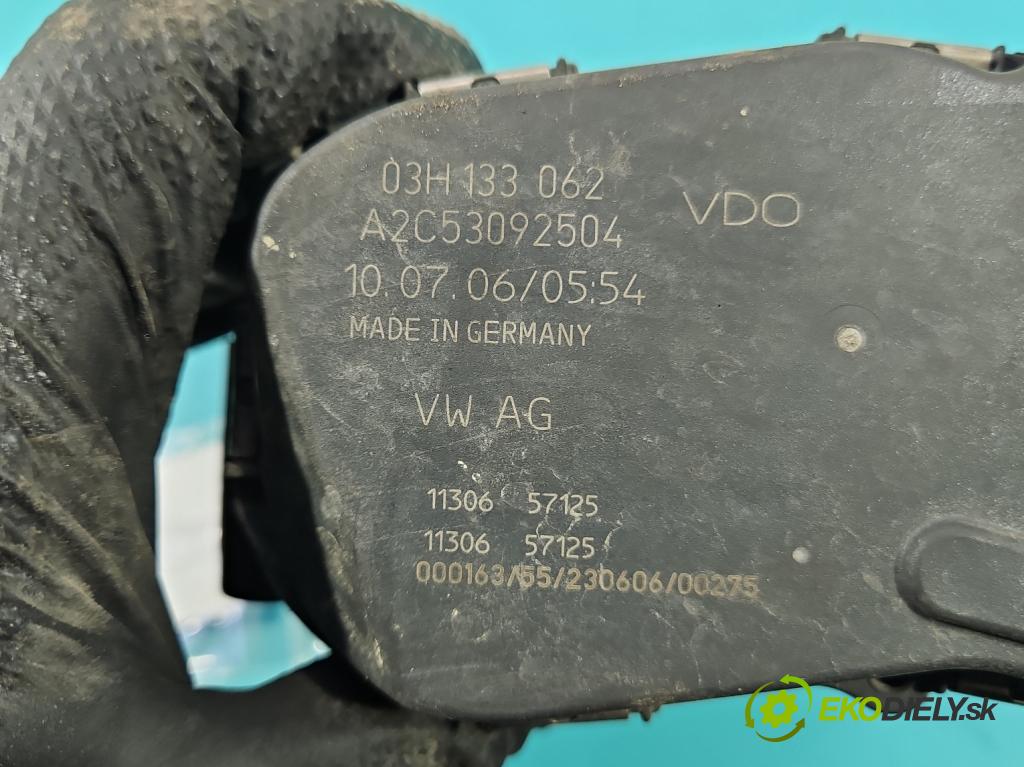 03H 133 062
A2C53092504
VDO
10.07.06/05:54
MADE IN GERMANY
VW AG
11306 57125
11306 57125
000163/55/230606/00275
EKODIELY.sk